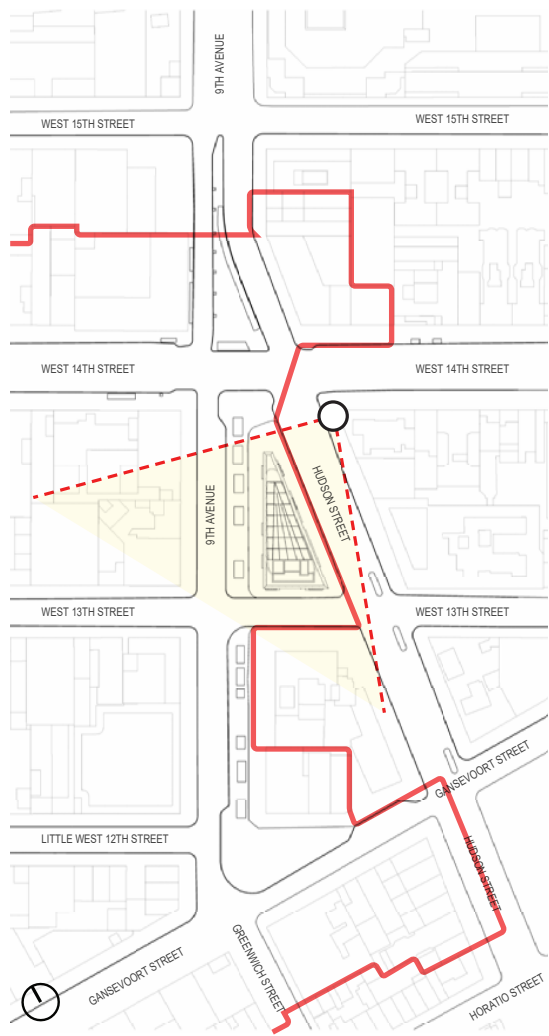 9TH AVENUE
WEST 15TH STREET
WEST 15TH STREET
WEST 14TH STREET
WEST 14TH STREET
HUDSON STREET
9TH AVENUE
WEST 13TH STREET
WEST 13TH STREET
GANSEVOORT STREET
LITTLE WEST 12TH STREET
HUDSON STREET
GREENWICH STREET
GANSEVOORT STREET
HORATIO STREET